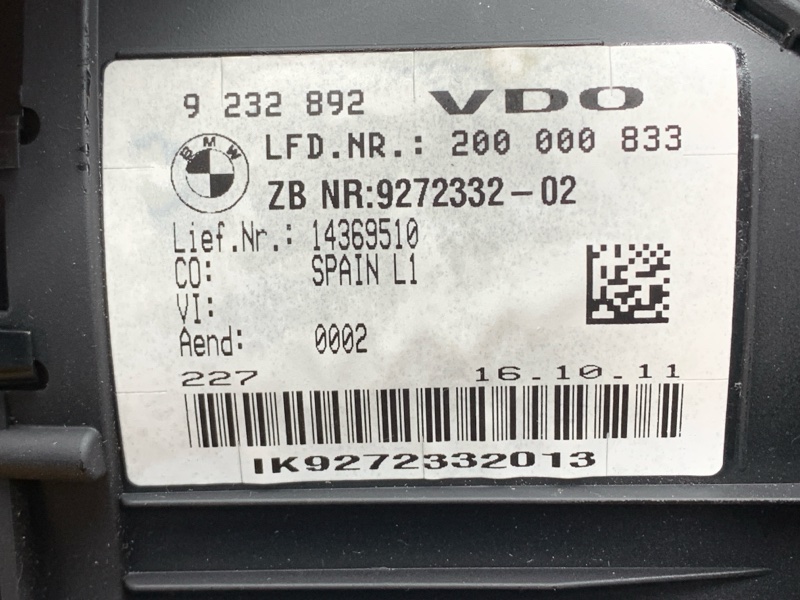 9 232 892 VDO
BMW
LFD.NR.: 200 000 833
ZB NR:9272332-02
Lief.Nr.: 14369510
CO: SPAIN L1
VI:
Aend: 0002
227 16.10.11
IK9272332013